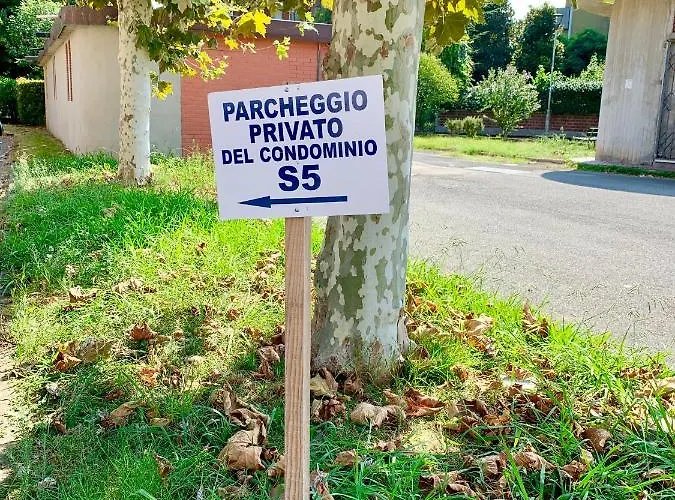 PARCHEGGIO
PRIVATO
DEL CONDOMINIO
S5